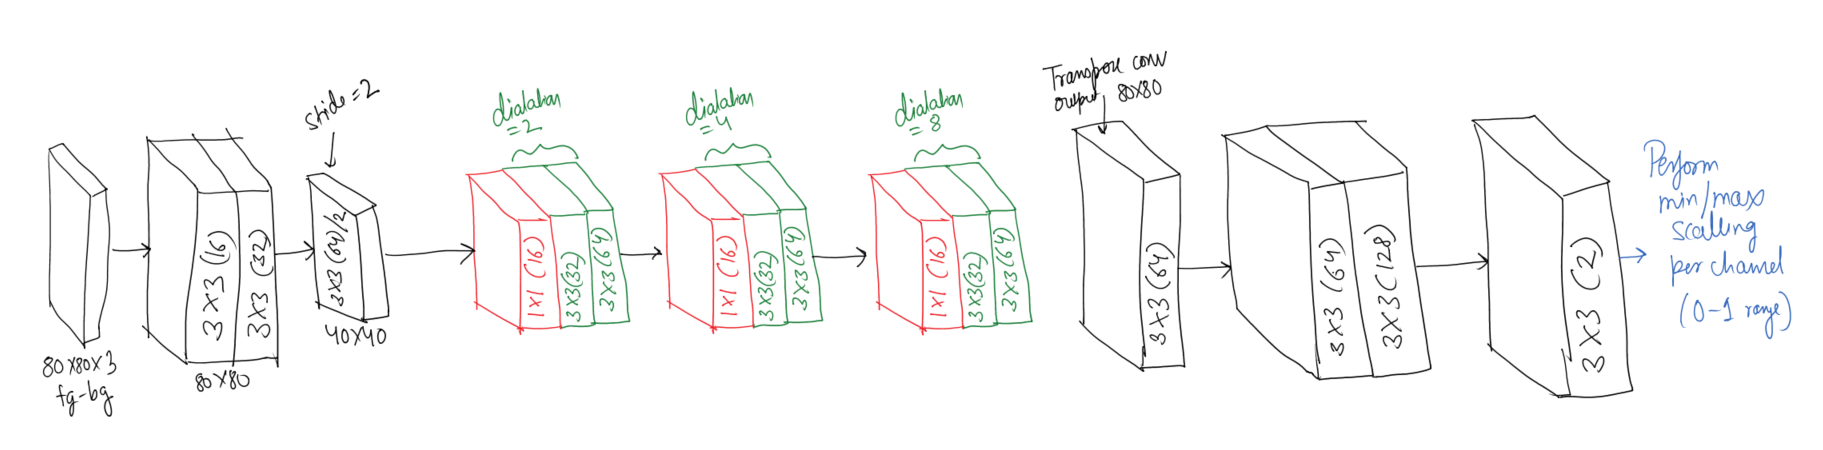 80x80x3
fg-bg
3x3 (16)
3x3 (32)
80x80
stride=2
3x3 (64)/2
40x40
dialation
=2
1x1 (16)
3x3(32)
3x3(64)
dialation
=4
1x1 (16)
3x3(32)
3x3(64)
dialation
=8
1x1 (16)
3x3(32)
3x3(64)
Transpose conv
output 80x80
3x3(64)
3x3 (64)
3x3(128)
3x3 (2)
Perform
min/max
scalling
per channel
(0-1 range)